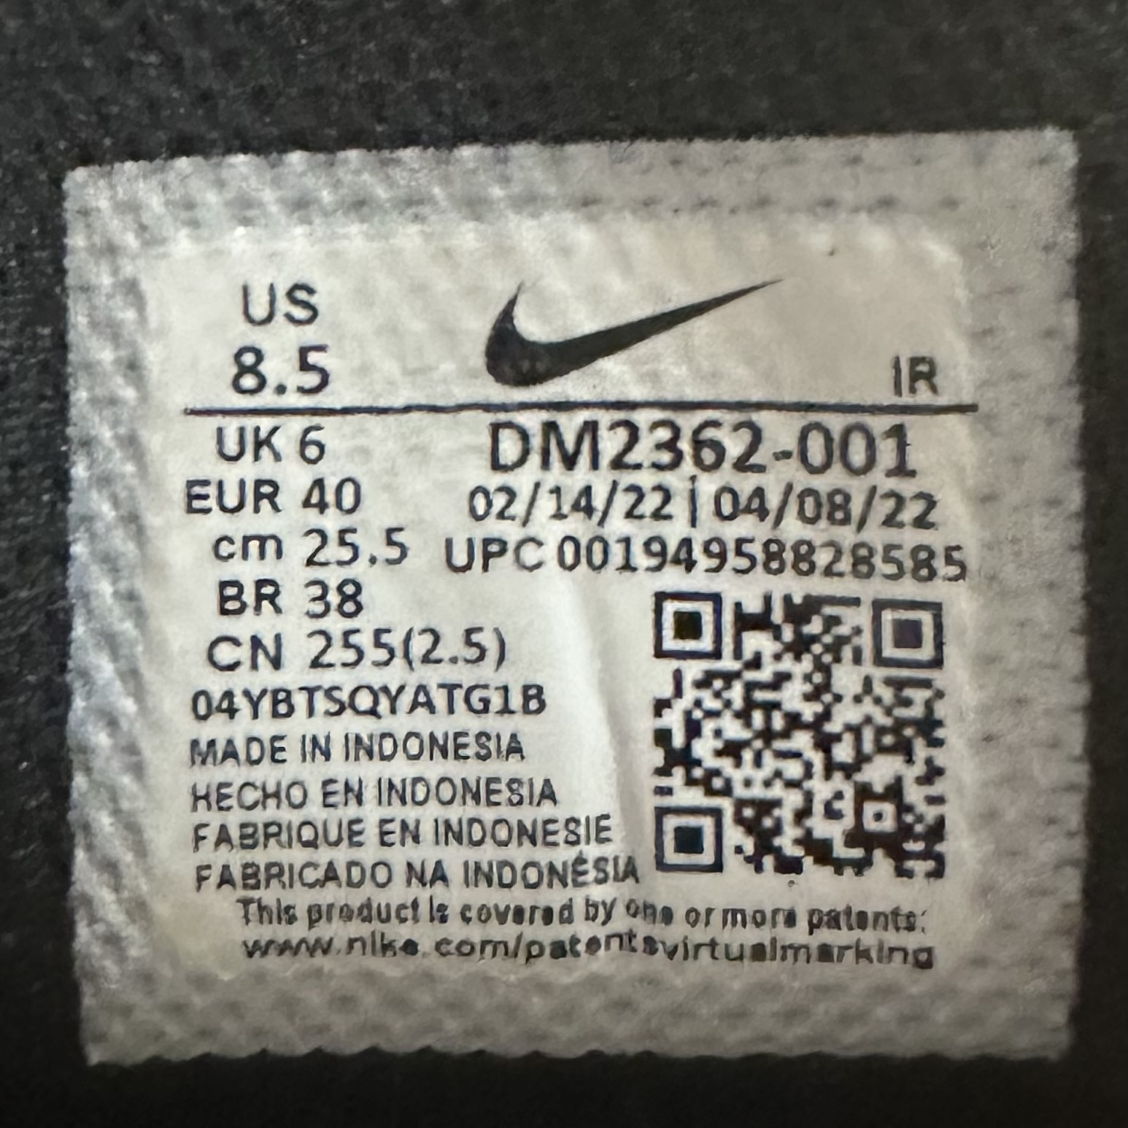 US
8.5
IR
UK 6
EUR 40
cm 25.5
BR 38
CN 255(2.5)
DM2362-001
02/14/22 | 04/08/22
UPC 00194958828585
04YBTSQYATG1B
MADE IN INDONESIA
HECHO EN INDONESIA
FABRIQUE EN INDONESIE
FABRICADO NA INDONÉSIA
This product is covered by one or more patents:
www.nike.com/patentsvirtualmarking